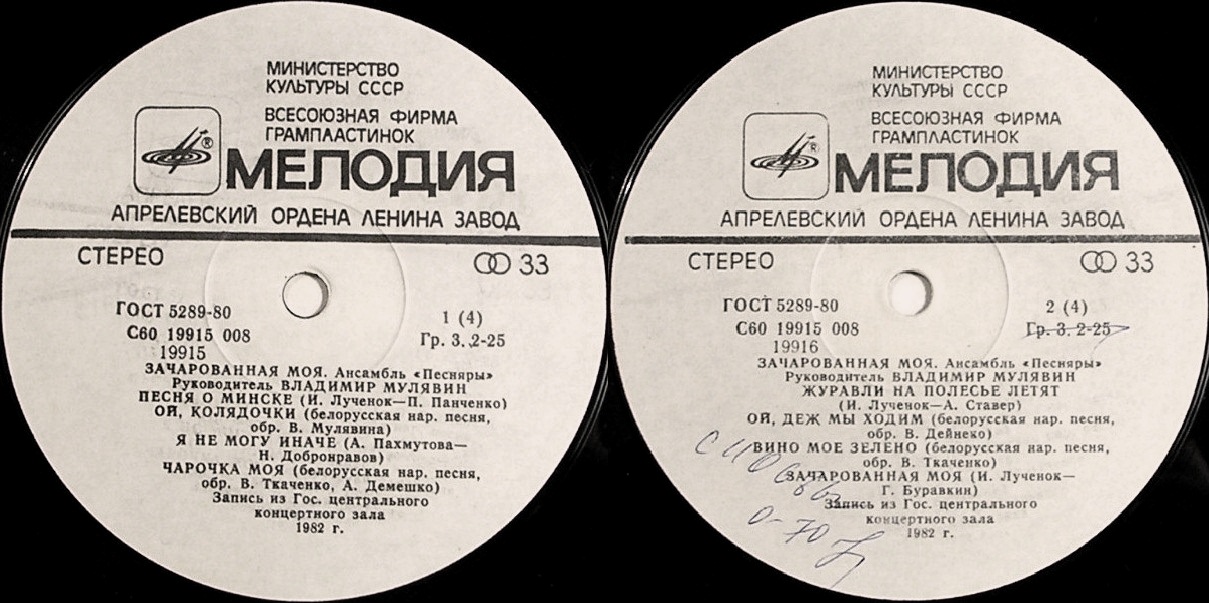 МИНИСТЕРСТВО
КУЛЬТУРЫ СССР
ВСЕСОЮЗНАЯ ФИРМА
ГРАМПЛАСТИНОК
®
МЕЛОДИЯ
АПРЕЛЕВСКИЙ ОРДЕНА ЛЕНИНА ЗАВОД
СТЕРЕО
33
ГОСТ 5289-80
1 (4)
С60 19915 008
Гр. 3. 2-25
19915
ЗАЧАРОВАННАЯ МОЯ. Ансамбль «Песняры»
Руководитель ВЛАДИМИР МУЛЯВИН
ПЕСНЯ О МИНСКЕ (И. Лученок—П. Панченко)
ОЙ, КОЛЯДОЧКИ (белорусская нар. песня,
обр. В. Мулявина)
Я НЕ МОГУ ИНАЧЕ (А. Пахмутова—
Н. Добронравов)
ЧАРОЧКА МОЯ (белорусская нар. песня,
обр. В. Ткаченко, А. Демешко)
Запись из Гос. центрального
концертного зала
1982 г.
МИНИСТЕРСТВО
КУЛЬТУРЫ СССР
ВСЕСОЮЗНАЯ ФИРМА
ГРАМПЛАСТИНОК
®
МЕЛОДИЯ
АПРЕЛЕВСКИЙ ОРДЕНА ЛЕНИНА ЗАВОД
СТЕРЕО
33
ГОСТ 5289-80
2 (4)
С60 19915 008
Гр. 3. 2-25
19916
ЗАЧАРОВАННАЯ МОЯ. Ансамбль «Песняры»
Руководитель ВЛАДИМИР МУЛЯВИН
ЖУРАВЛИ НА ПОЛЕСЬЕ ЛЕТЯТ
(И. Лученок—А. Ставер)
ОЙ, ДЕЖ МЫ ХОДИМ (белорусская нар. песня,
обр. В. Дейнеко)
ВИНО МОЕ ЗЕЛЕНО (белорусская нар. песня,
обр. В. Ткаченко)
ЗАЧАРОВАННАЯ МОЯ (И. Лученок—
Г. Буравкин)
Запись из Гос. центрального
концертного зала
1982 г.
0-70